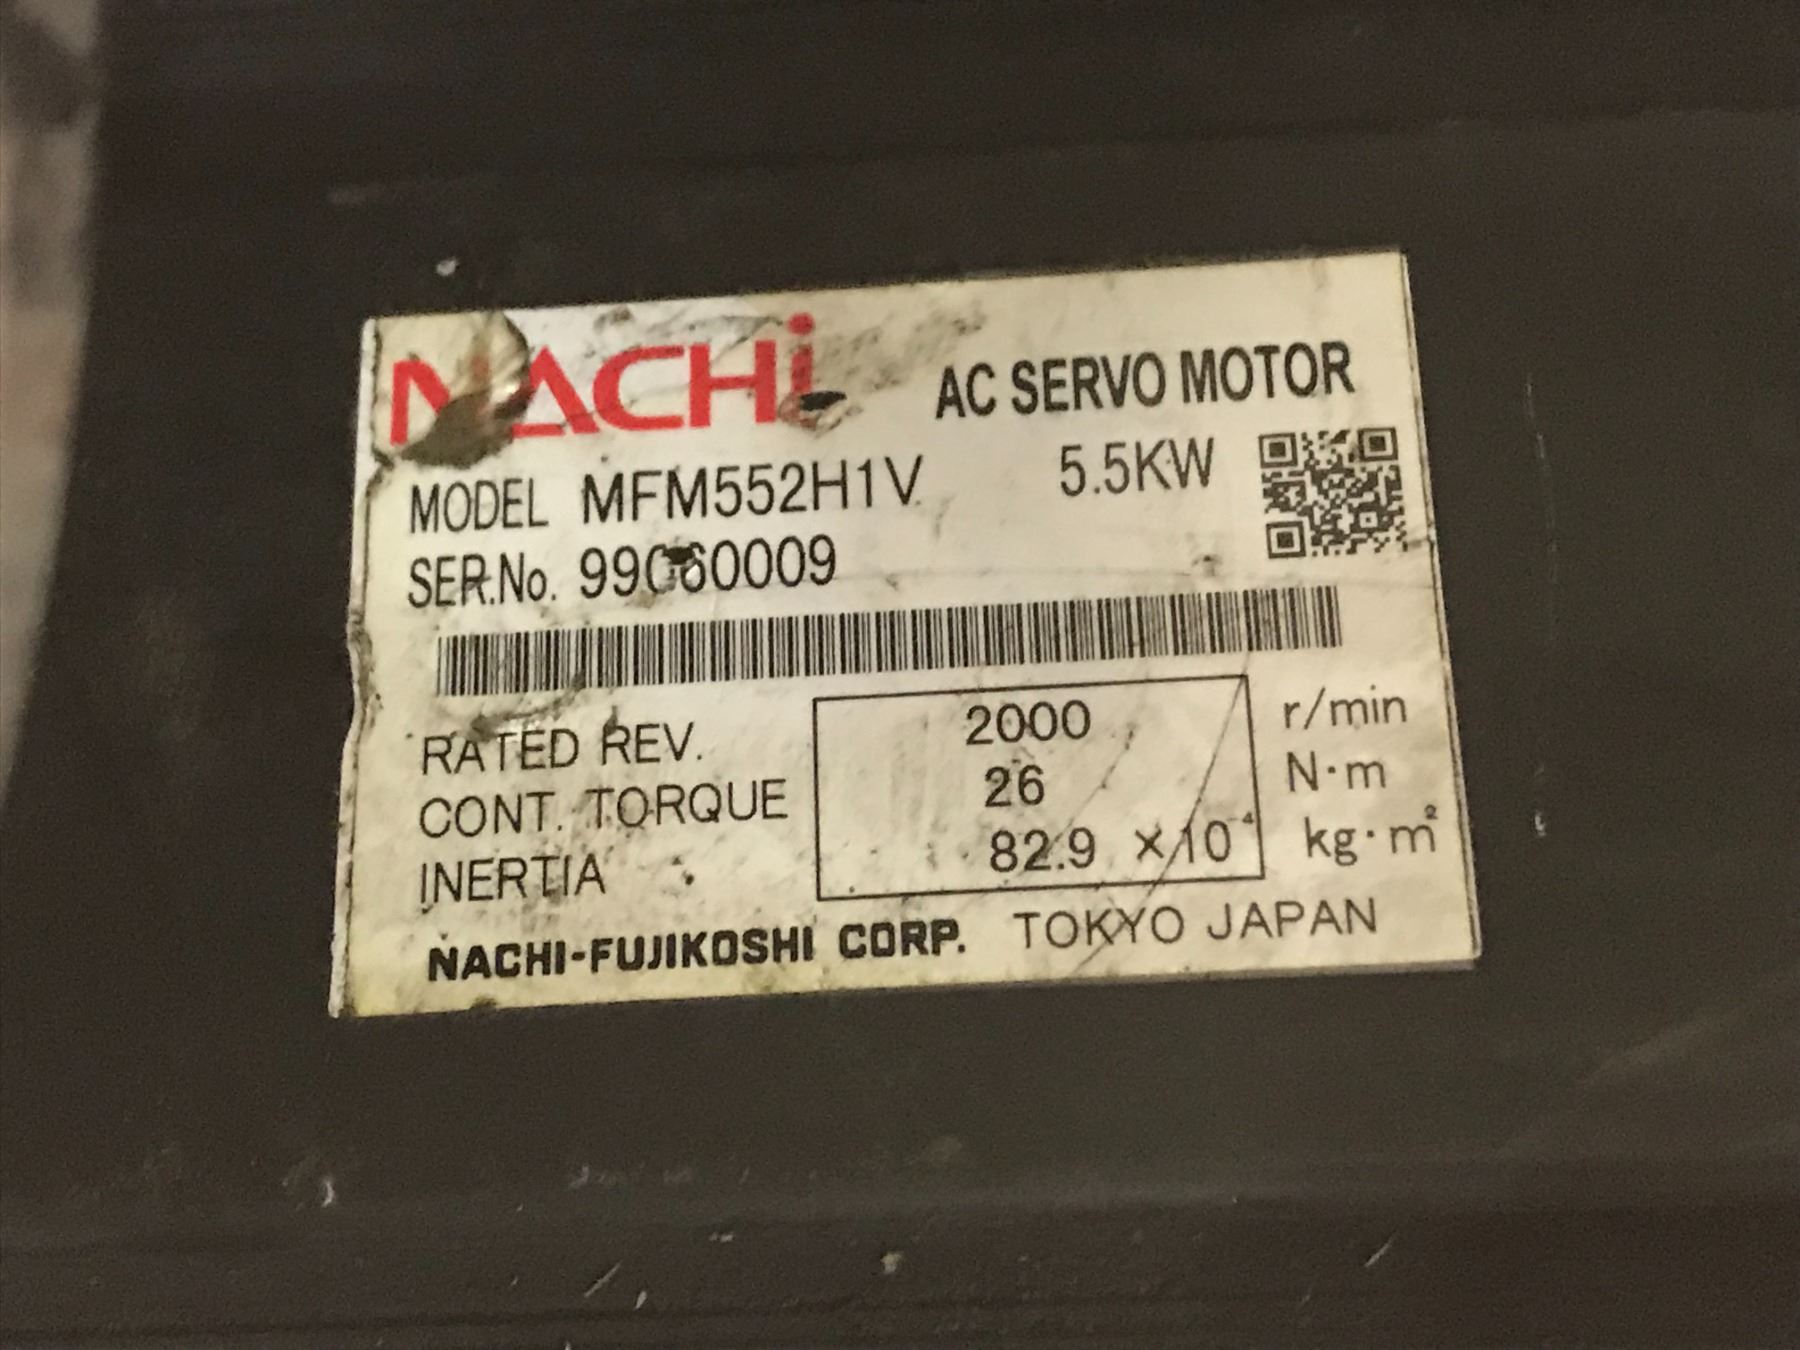 NACHi AC SERVO MOTOR
MODEL MFM552H1V 5.5KW
SER.No.
RATED REV. 2000 r/min
CONT. TORQUE 26 N·m
INERTIA 82.9 ×10⁻⁴ kg·m²
NACHI-FUJIKOSHI CORP. TOKYO JAPAN